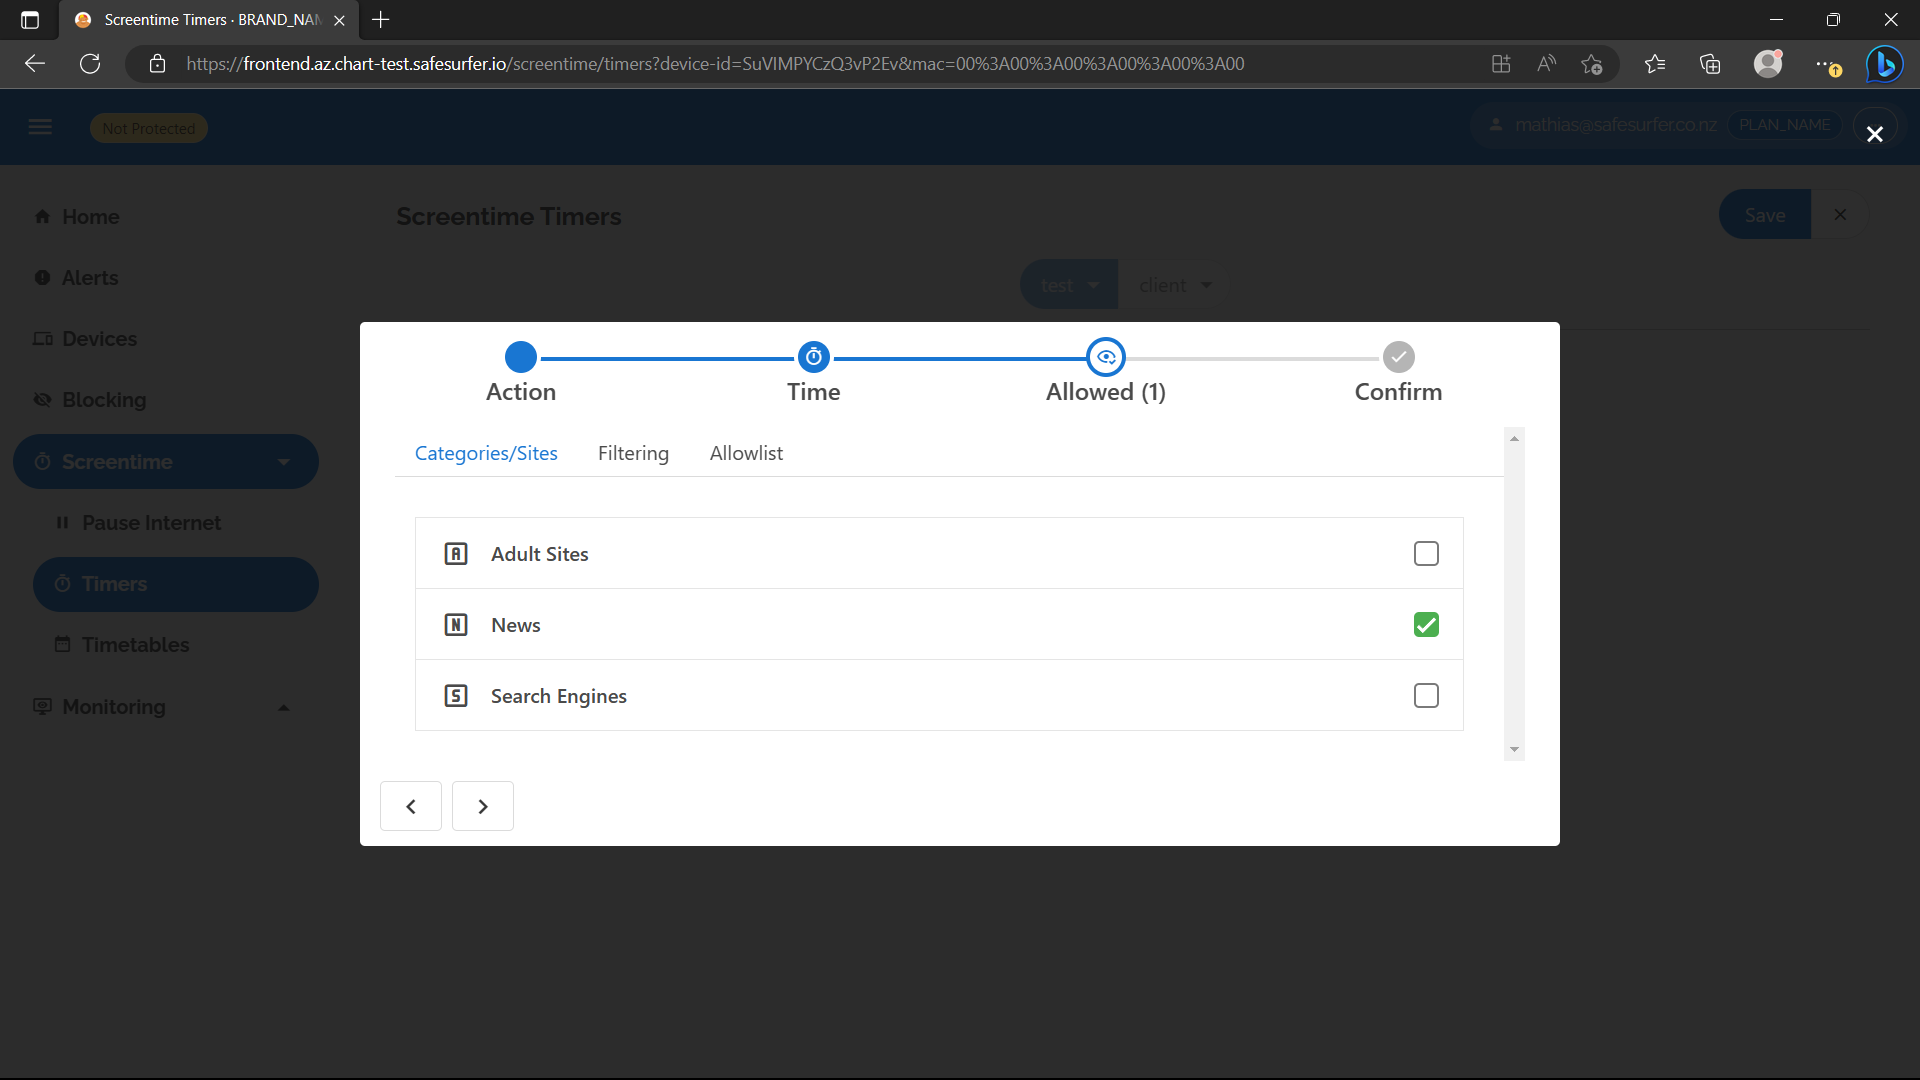 Screentime Timers · BRAND_NAM
https://frontend.az.chart-test.safesurfer.io/screentime/timers?device-id=SuVIMPYCzQ3vP2Ev&mac=00%3A00%3A00%3A00%3A00%3A00
Not Protected
mathias@safesurfer.co.nz PLAN_NAME
Home
Screentime Timers
Save
Alerts
test client
Devices
Blocking
Screentime
Pause Internet
Timers
Timetables
Monitoring
Action Time Allowed (1) Confirm
Categories/Sites Filtering Allowlist
A Adult Sites
N News
S Search Engines